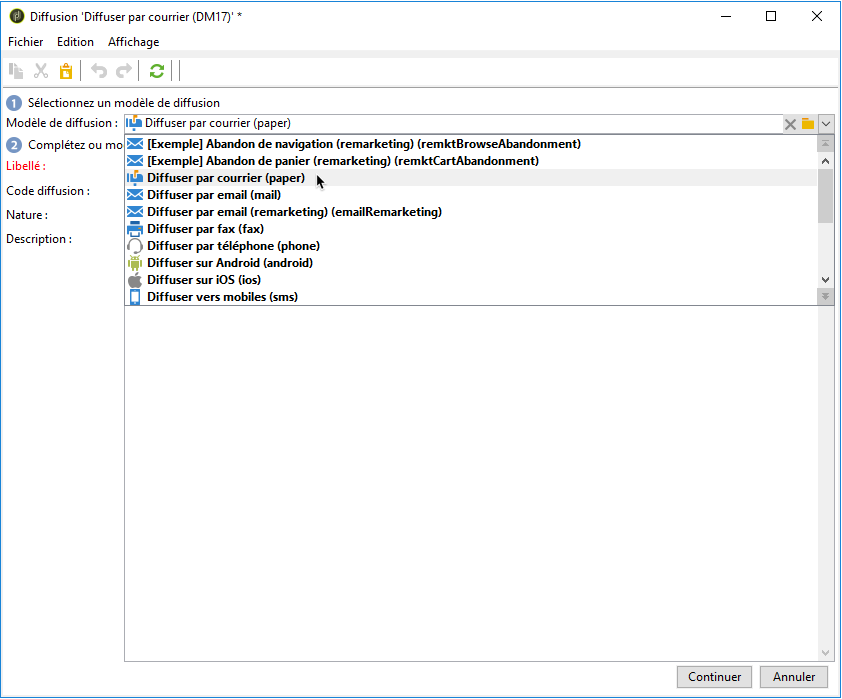 Diffusion 'Diffuser par courrier (DM17)' *
Fichier Edition Affichage
1 Sélectionnez un modèle de diffusion
Modèle de diffusion : Diffuser par courrier (paper)
2 Complétez ou mo
[Exemple] Abandon de navigation (remarketing) (remktBrowseAbandonment)
[Exemple] Abandon de panier (remarketing) (remktCartAbandonment)
Libellé :
Diffuser par courrier (paper)
Code diffusion :
Diffuser par email (mail)
Nature :
Diffuser par email (remarketing) (emailRemarketing)
Diffuser par fax (fax)
Description :
Diffuser par téléphone (phone)
Diffuser sur Android (android)
Diffuser sur iOS (ios)
Diffuser vers mobiles (sms)
Continuer Annuler